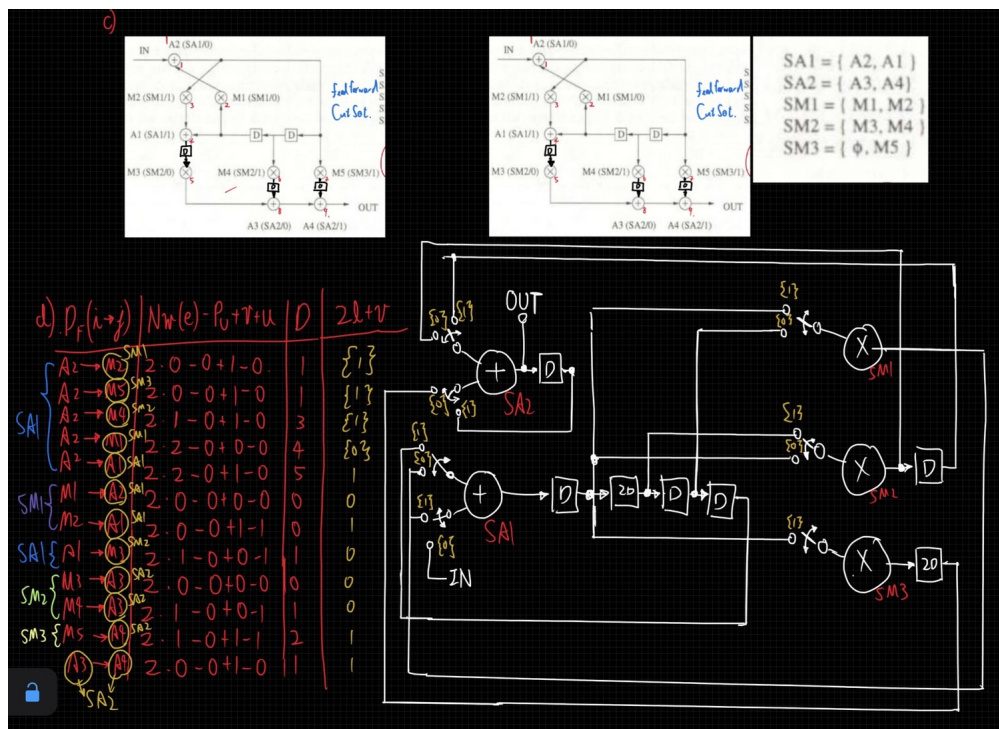 c)
IN
A2 (SA1/0)
1
1
M2 (SM1/1)
3
2
M1 (SM1/0)
feedforward
Cut Set.
A1 (SA1/1)
D
D
D
M3 (SM2/0)
5
M4 (SM2/1)
M5 (SM3/1)
D
D
OUT
A3 (SA2/0)
A4 (SA2/1)
IN
A2 (SA1/0)
1
M2 (SM1/1)
3
2
M1 (SM1/0)
feedforward
Cut Set.
A1 (SA1/1)
D
D
D
M3 (SM2/0)
5
M4 (SM2/1)
M5 (SM3/1)
D
D
OUT
A3 (SA2/0)
A4 (SA2/1)
SA1 = { A2, A1 }
SA2 = { A3, A4}
SM1 = { M1, M2 }
SM2 = { M3, M4 }
SM3 = { ϕ, M5 }
d). DF(i→j) | Nw(e) - Pu + v + u | D | 2l+v
SA1
A2 → M2 SM1 2·0-0+1-0 1 {1}
A2 → M5 SM3 2·0-0+1-0 1 {1}
A2 → M4 SM2 2·1-0+1-0 3 {1}
A2 → M1 SM1 2·2-0+0-0 4 {0}
A2 → A1 SA1 2·2-0+1-0 5 1
SM1
M1 → A2 SA1 2·0-0+0-0 0 0
M2 → A1 SA1 2·0-0+1-1 0 1
SA1 { A1 → M3 SM2 2·1-0+0-1 1 0
SM2
M3 → A3 SA2 2·0-0+0-0 0 0
M4 → A3 SA2 2·1-0+0-1 1 0
SM3 { M5 → A4 SA2 2·1-0+1-1 2 1
A3 → A4 2·0-0+1-0 1 1
SA2
OUT
{0}
{1}
+
D
SA2
{0}
{1}
{1}
{0}
+
SA1
{1}
{0}
IN
D
2D
D
D
{1}
{0}
X
SM1
{1}
{0}
X
SM2
D
{1}
X
SM3
2D